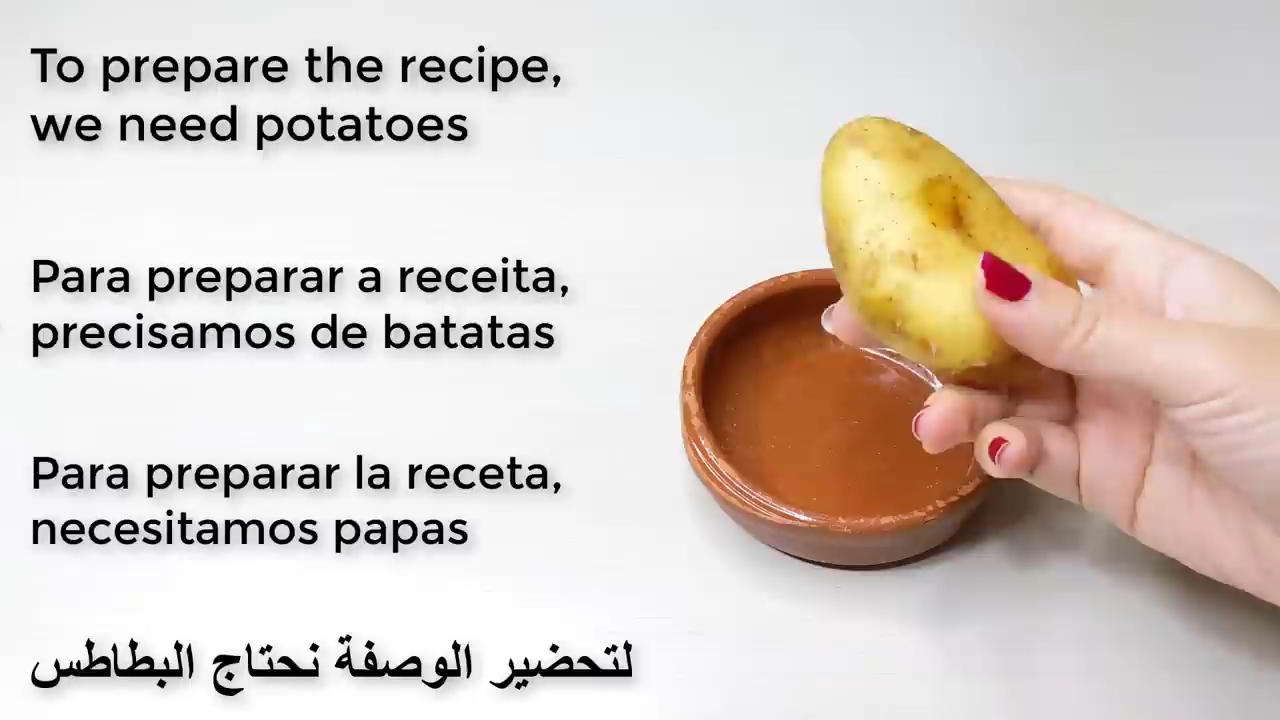 To prepare the recipe,
we need potatoes
Para preparar a receita,
precisamos de batatas
Para preparar la receta,
necesitamos papas
لتحضير الوصفة نحتاج البطاطس